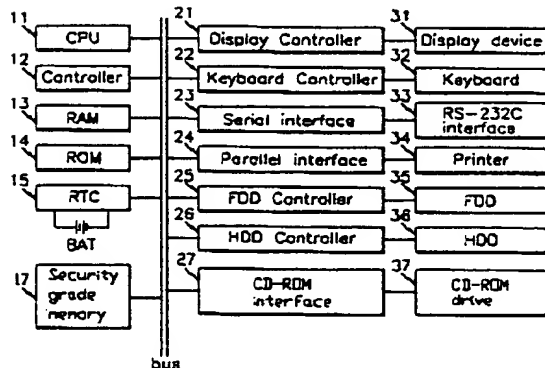 11 21 31
CPU Display Controller Display device
12 22 32
Controller Keyboard Controller Keyboard
13 23 33
RAM Serial interface RS-232C
interface
14 24 34
ROM Parallel interface Printer
15 25 35
RTC FDD Controller FDD
BAT
26 36
HDD Controller HDD
17 27 37
Security
grade
memory
CD-ROM
interface
CD-ROM
drive
bus